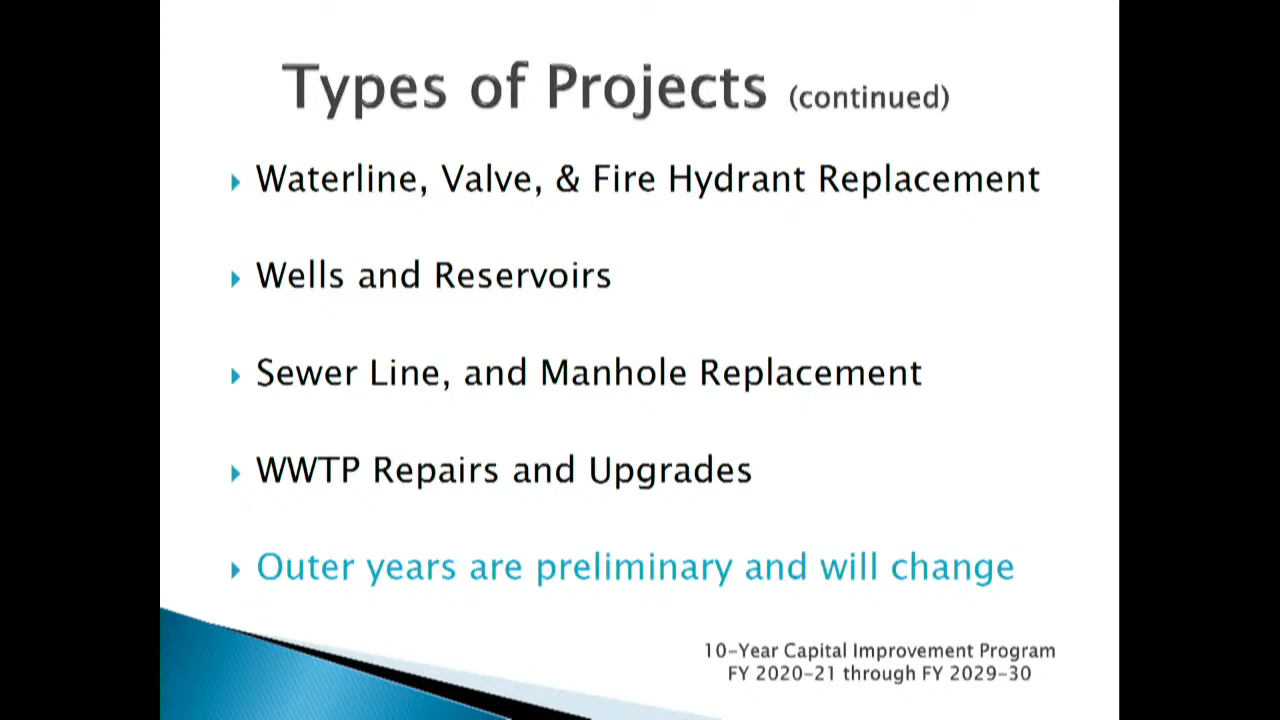 Types of Projects (continued)
Waterline, Valve, & Fire Hydrant Replacement
Wells and Reservoirs
Sewer Line, and Manhole Replacement
WWTP Repairs and Upgrades
Outer years are preliminary and will change
10-Year Capital Improvement Program
FY 2020-21 through FY 2029-30